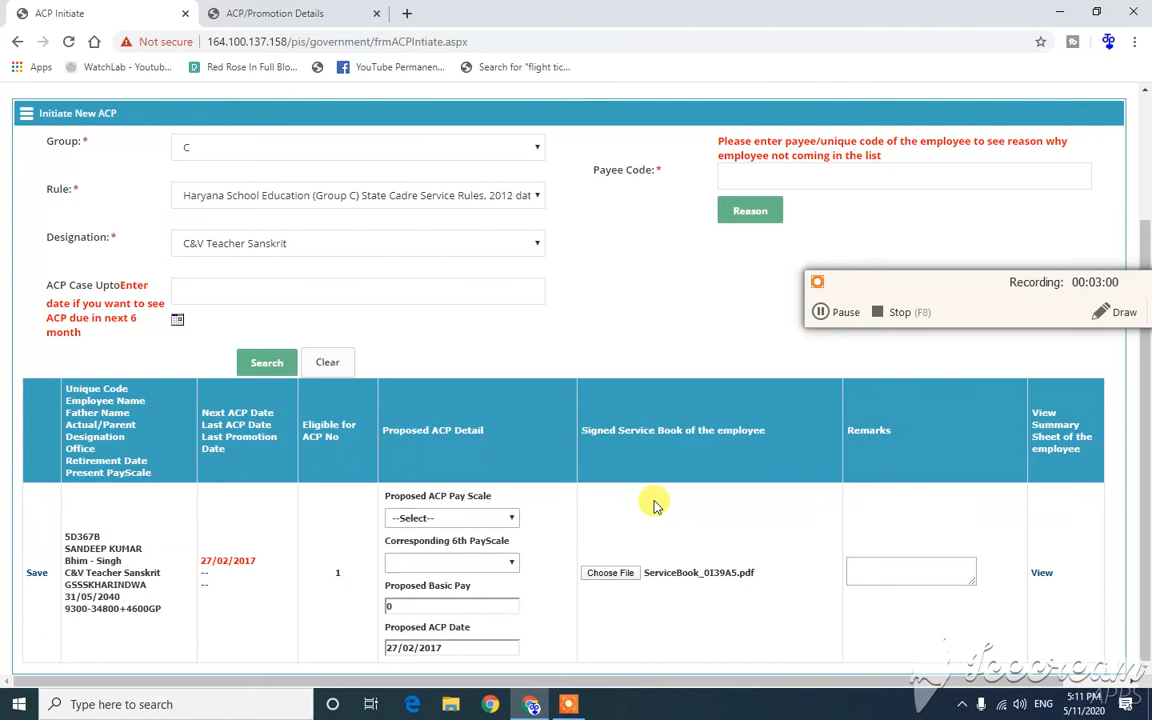 ACP Initiate
ACP/Promotion Details
Not secure
164.100.137.158/pis/government/frmACPIntiate.aspx
Apps
WatchLab - Youtub...
Red Rose In Full Blo...
YouTube Permanen...
Search for "flight tic...
Initiate New ACP
Group: *
C
Please enter payee/unique code of the employee to see reason why
employee not coming in the list
Payee Code: *
Rule: *
Haryana School Education (Group C) State Cadre Service Rules, 2012 dat
Reason
Designation: *
C&V Teacher Sanskrit
ACP Case UptoEnter
date if you want to see
ACP due in next 6
month
Recording: 00:03:00
Pause
Stop (F8)
Draw
Search
Clear
Unique Code
Employee Name
Father Name
Actual/Parent
Designation
Office
Retirement Date
Present PayScale
Next ACP Date
Last ACP Date
Last Promotion
Date
Eligible for
ACP No
Proposed ACP Detail
Signed Service Book of the employee
Remarks
View
Summary
Sheet of the
employee
Save
5D367B
SANDEEP KUMAR
Bhim - Singh
C&V Teacher Sanskrit
GSSSKHARINDWA
31/05/2040
9300-34800+4600GP
27/02/2017
--
--
1
Proposed ACP Pay Scale
--Select--
Corresponding 6th PayScale
Proposed Basic Pay
0
Proposed ACP Date
27/02/2017
Choose File
ServiceBook_0I39A5.pdf
View
Icecream
APPS
Type here to search
ENG
5:11 PM
5/11/2020